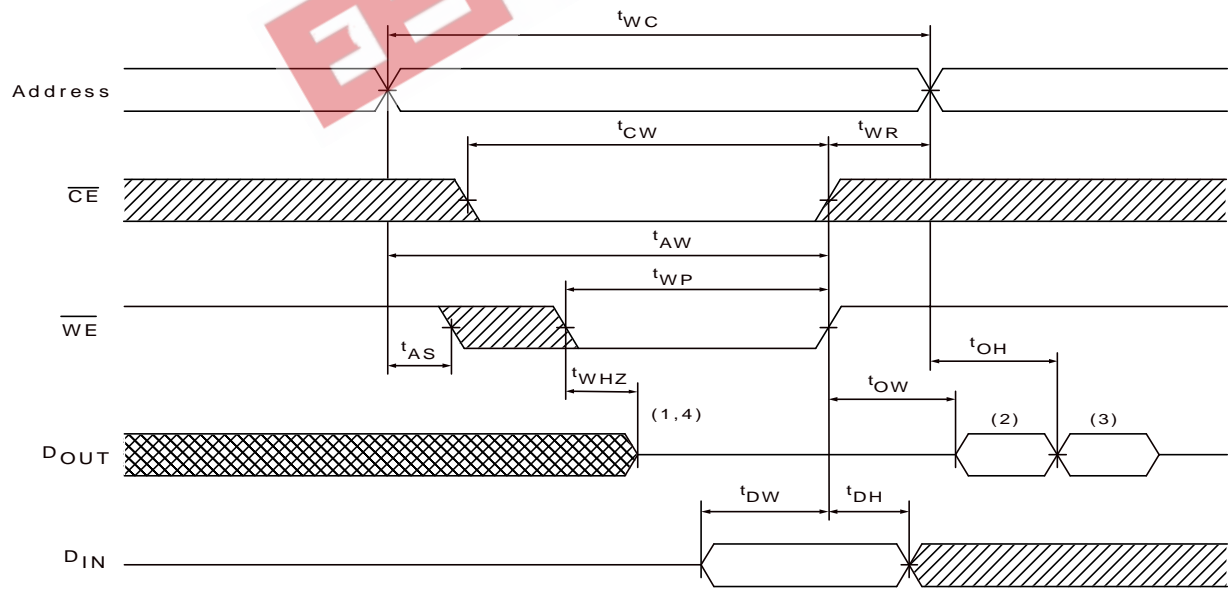 tWC
Address
tCW
tWR
CE
tAW
tWP
WE
tAS
tOH
tWHZ
tOW
(1,4)
(2)
(3)
DOUT
tDW
tDH
DIN